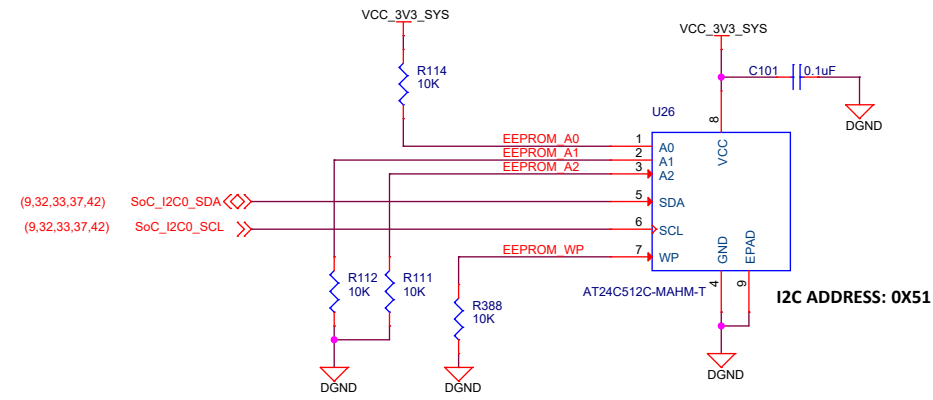 VCC_3V3_SYS
VCC_3V3_SYS
R114
10K
C101
0.1uF
DGND
U26
8
VCC
EEPROM_A0
1
A0
EEPROM_A1
2
A1
EEPROM_A2
3
A2
(9,32,33,37,42)
SoC_I2C0_SDA
5
SDA
(9,32,33,37,42)
SoC_I2C0_SCL
6
SCL
EEPROM_WP
7
WP
GND
EPAD
4
9
R112
10K
R111
10K
R388
10K
AT24C512C-MAHM-T
I2C ADDRESS: 0X51
DGND
DGND
DGND